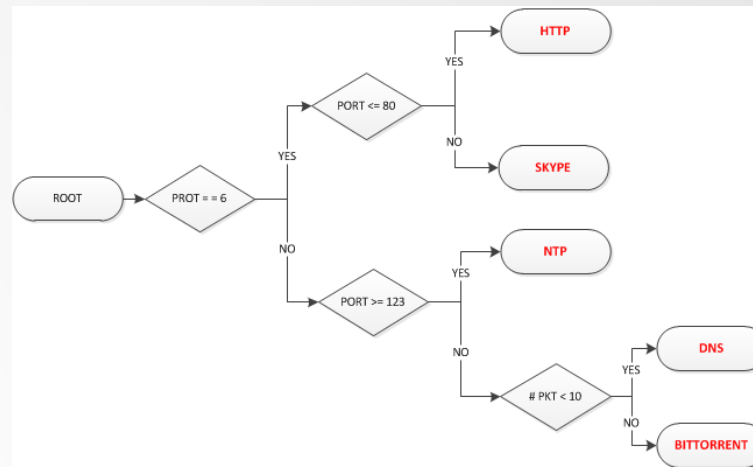 HTTP
YES
PORT <= 80
NO
YES
SKYPE
ROOT
PROT = = 6
NO
NTP
YES
PORT >= 123
NO
DNS
YES
# PKT < 10
NO
BITTORRENT